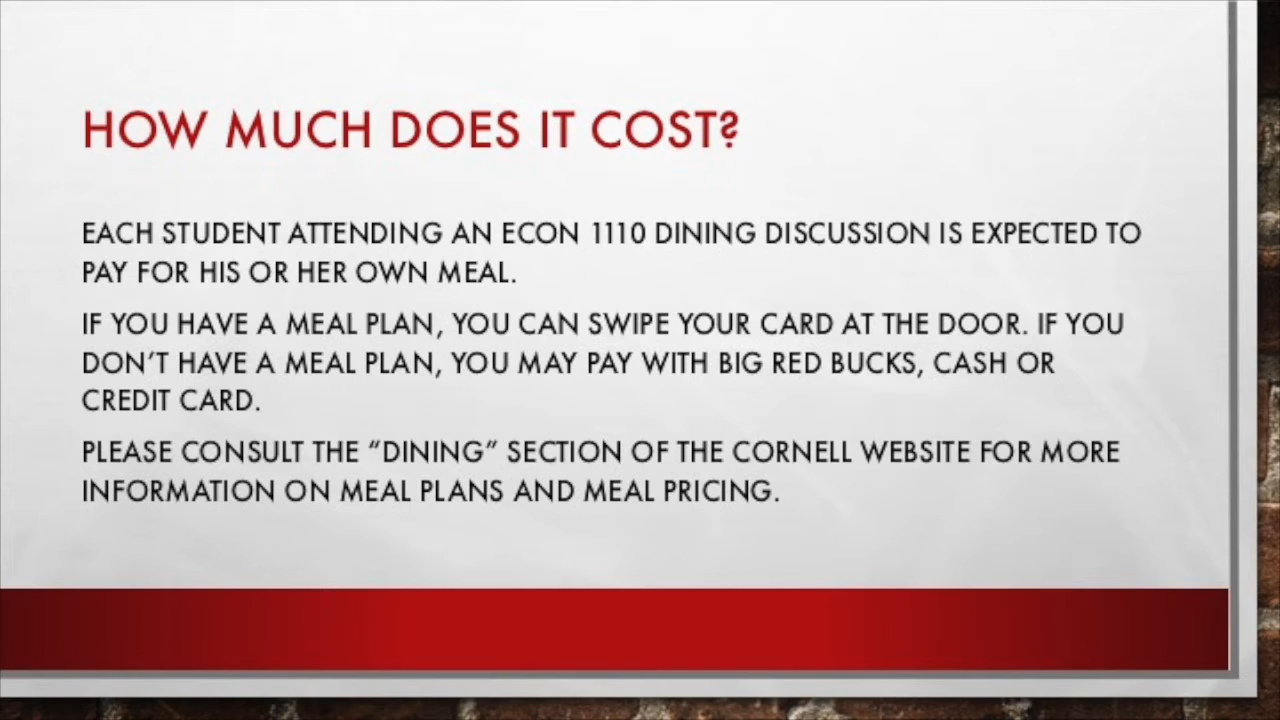 HOW MUCH DOES IT COST?
EACH STUDENT ATTENDING AN ECON 1110 DINING DISCUSSION IS EXPECTED TO
PAY FOR HIS OR HER OWN MEAL.
IF YOU HAVE A MEAL PLAN, YOU CAN SWIPE YOUR CARD AT THE DOOR. IF YOU
DON’T HAVE A MEAL PLAN, YOU MAY PAY WITH BIG RED BUCKS, CASH OR
CREDIT CARD.
PLEASE CONSULT THE “DINING” SECTION OF THE CORNELL WEBSITE FOR MORE
INFORMATION ON MEAL PLANS AND MEAL PRICING.